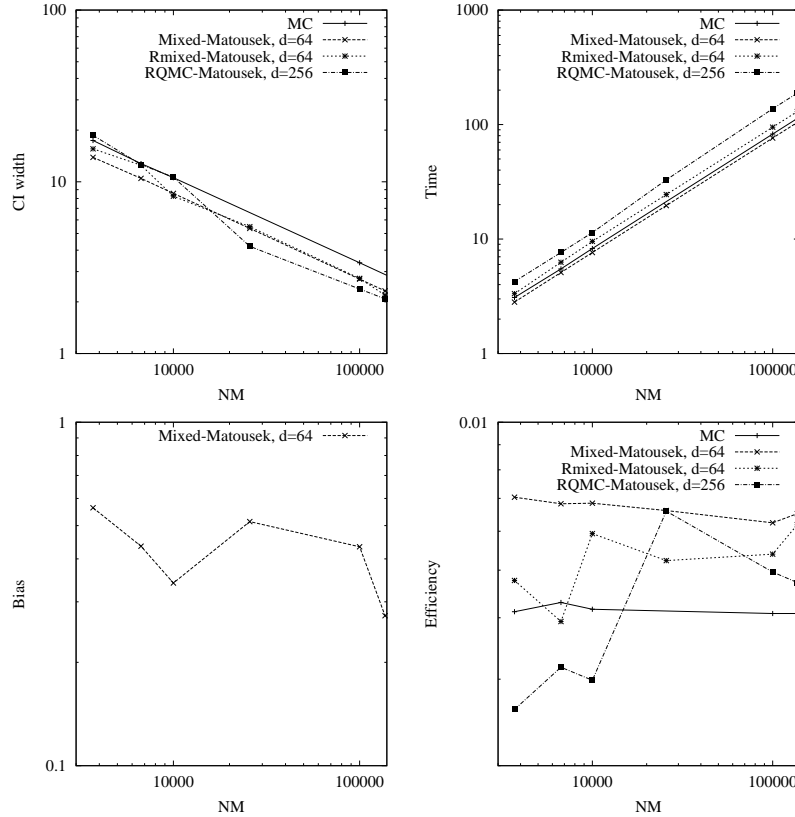 100
10
1
10000
100000
CI width
NM
MC
Mixed-Matousek, d=64
Rmixed-Matousek, d=64
RQMC-Matousek, d=256
1000
100
10
1
10000
100000
Time
NM
MC
Mixed-Matousek, d=64
Rmixed-Matousek, d=64
RQMC-Matousek, d=256
1
0.1
10000
100000
Bias
NM
Mixed-Matousek, d=64
0.01
10000
100000
Efficiency
NM
MC
Mixed-Matousek, d=64
Rmixed-Matousek, d=64
RQMC-Matousek, d=256